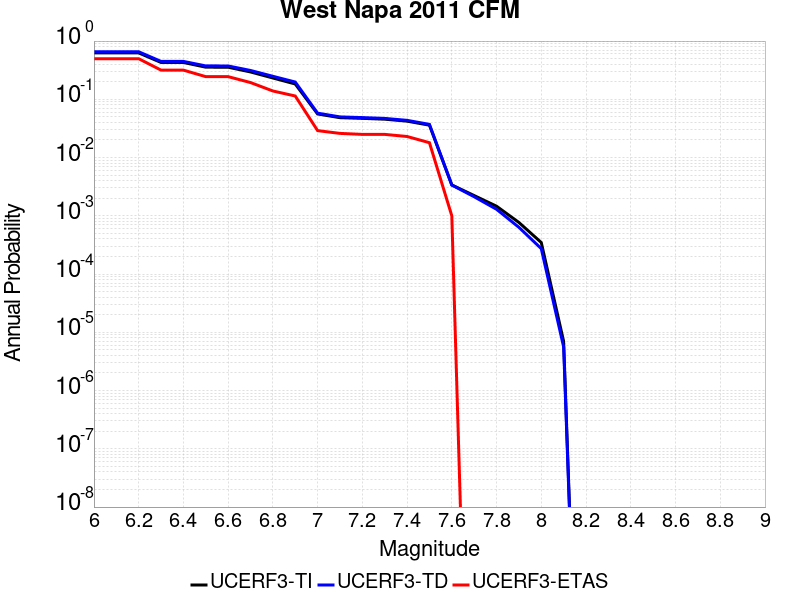 West Napa 2011 CFM
10^0
10^-1
10^-2
10^-3
10^-4
10^-5
10^-6
10^-7
10^-8
Annual Probability
6 6.2 6.4 6.6 6.8 7 7.2 7.4 7.6 7.8 8 8.2 8.4 8.6 8.8 9
Magnitude
UCERF3-TI UCERF3-TD UCERF3-ETAS